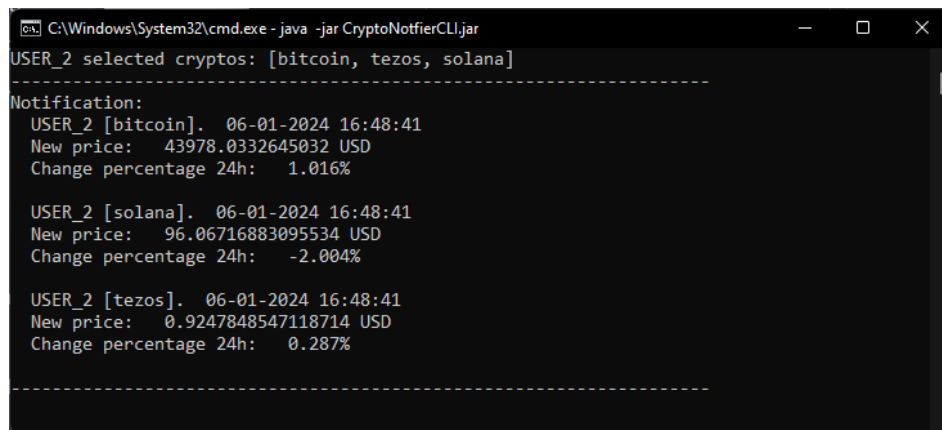 C:\Windows\System32\cmd.exe - java -jar CryptoNotfierCLI.jar
USER_2 selected cryptos: [bitcoin, tezos, solana]
--------------------------------------------------------------------
Notification:
USER_2 [bitcoin]. 06-01-2024 16:48:41
New price: 43978.0332645032 USD
Change percentage 24h: 1.016%
USER_2 [solana]. 06-01-2024 16:48:41
New price: 96.06716883095534 USD
Change percentage 24h: -2.004%
USER_2 [tezos]. 06-01-2024 16:48:41
New price: 0.9247848547118714 USD
Change percentage 24h: 0.287%
--------------------------------------------------------------------